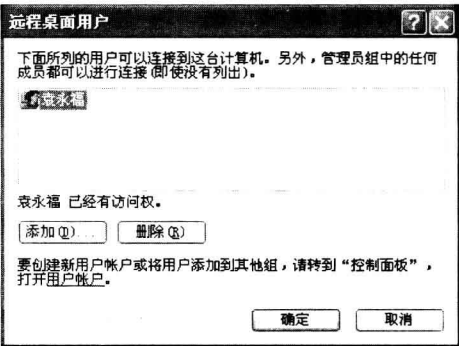 远程桌面用户
下面所列的用户可以连接到这台计算机。另外，管理员组中的任何
成员都可以进行连接(即使没有列出)。
袁永福
袁永福 已经有访问权。
添加(D)... 删除(R)
要创建新用户帐户或将用户添加到其他组，请转到“控制面板”，
打开用户帐户。
确定 取消